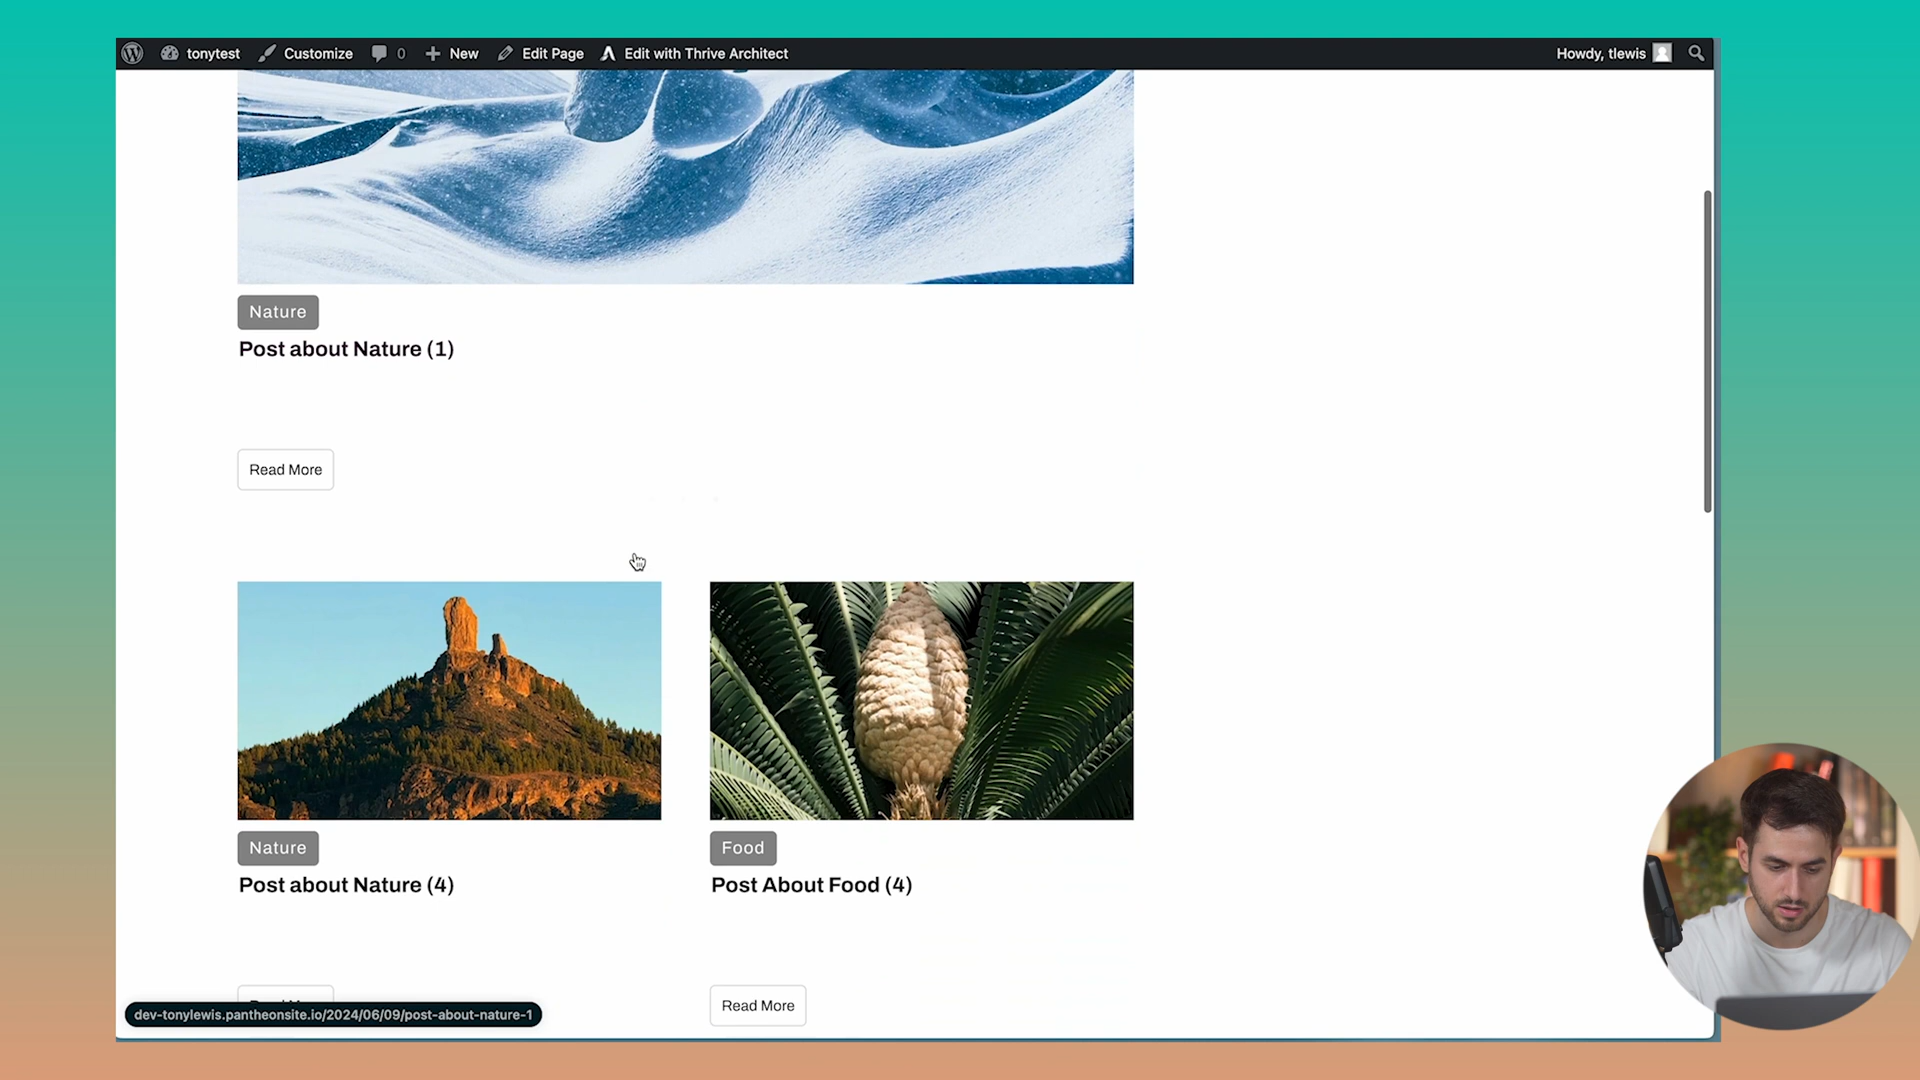 tonytest Customize 0 New Edit Page Edit with Thrive Architect Howdy, tlewis
Nature
Post about Nature (1)
Read More
Nature
Post about Nature (4)
Food
Post About Food (4)
Read More
dev-tonylewis.pantheonsite.io/2024/06/09/post-about-nature-1